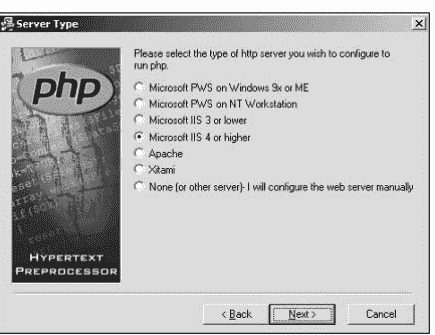 Server Type
Please select the type of http server you wish to configure to
run php.
php
Microsoft PWS on Windows 9x or ME
Microsoft PWS on NT Workstation
Microsoft IIS 3 or lower
Microsoft IIS 4 or higher
Apache
Xitami
None (or other server)- I will configure the web server manually
HYPERTEXT
PREPROCESSOR
< Back
Next >
Cancel